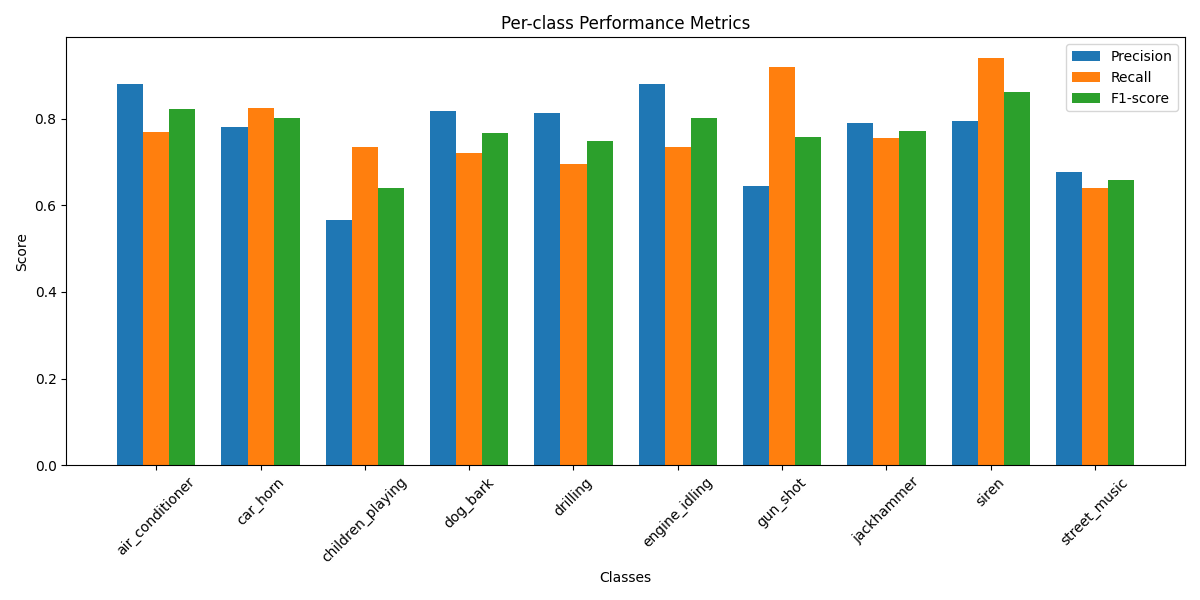 Per-class Performance Metrics
Precision
Recall
F1-score
Score
0.8
0.6
0.4
0.2
0.0
air_conditioner
car_horn
children_playing
dog_bark
drilling
engine_idling
gun_shot
jackhammer
siren
street_music
Classes